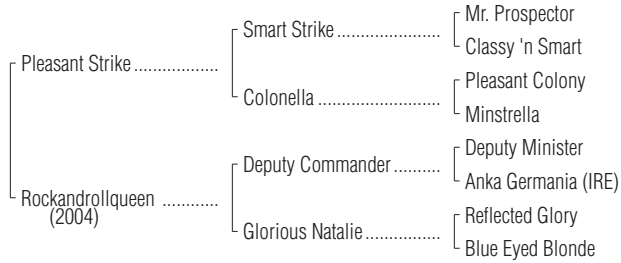 Mr. Prospector
Smart Strike ..................
Classy 'n Smart
Pleasant Strike ..................
Pleasant Colony
Colonella ..........................
Minstrella
Deputy Minister
Deputy Commander ..........
Anka Germania (IRE)
Rockandrollqueen ............
(2004)
Reflected Glory
Glorious Natalie ................
Blue Eyed Blonde